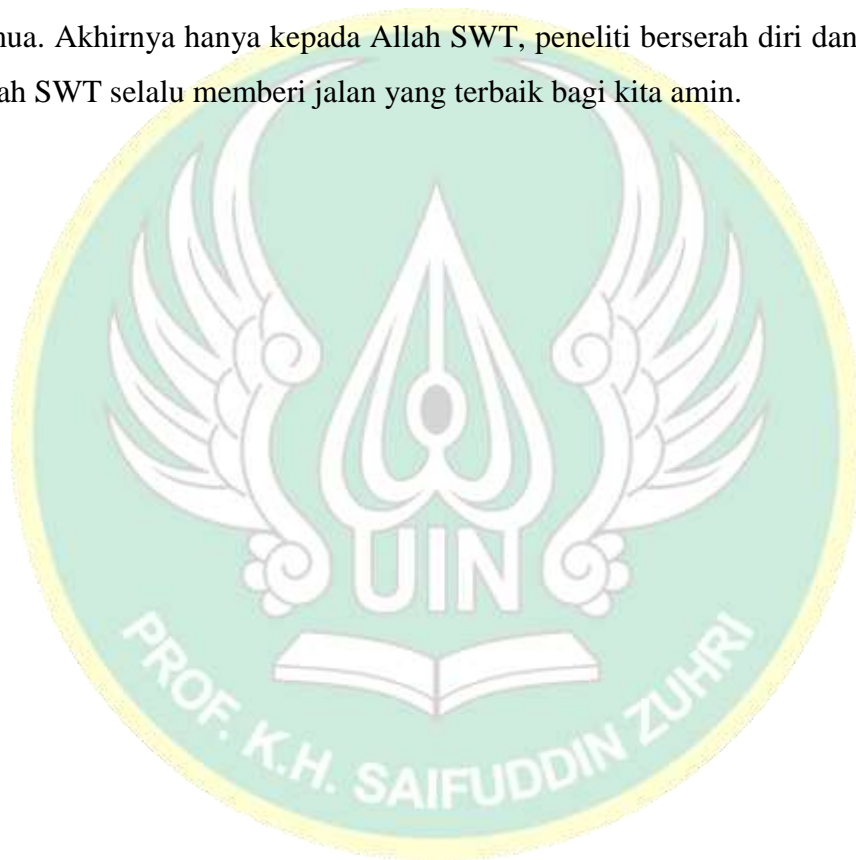 nua. Akhirnya hanya kepada Allah SWT, peneliti berserah diri dan
ah SWT selalu memberi jalan yang terbaik bagi kita amin.
UIN
PROF. K.H. SAIFUDDIN ZUHRI